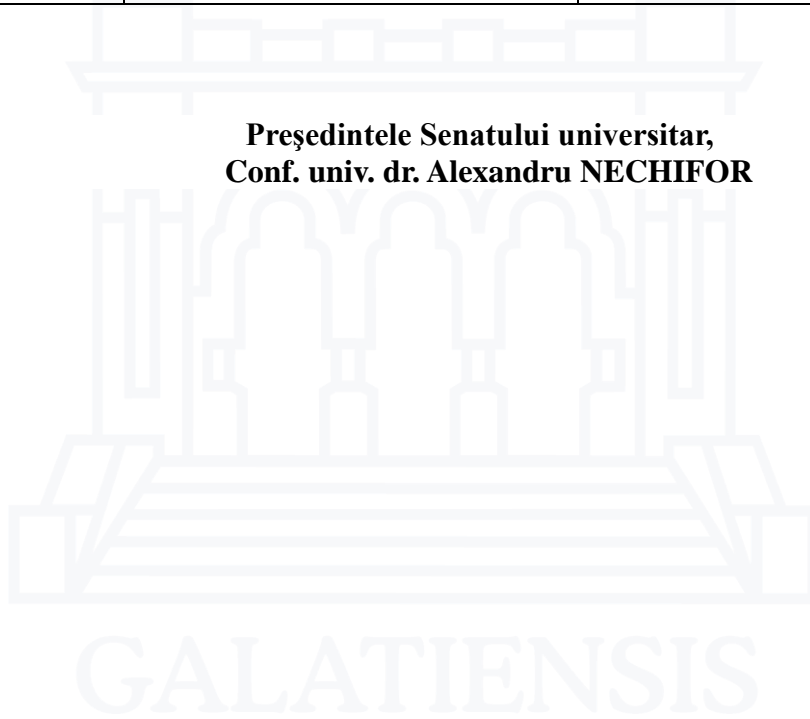 Preşedintele Senatului universitar,
Conf. univ. dr. Alexandru NECHIFOR
GALATIENSIS